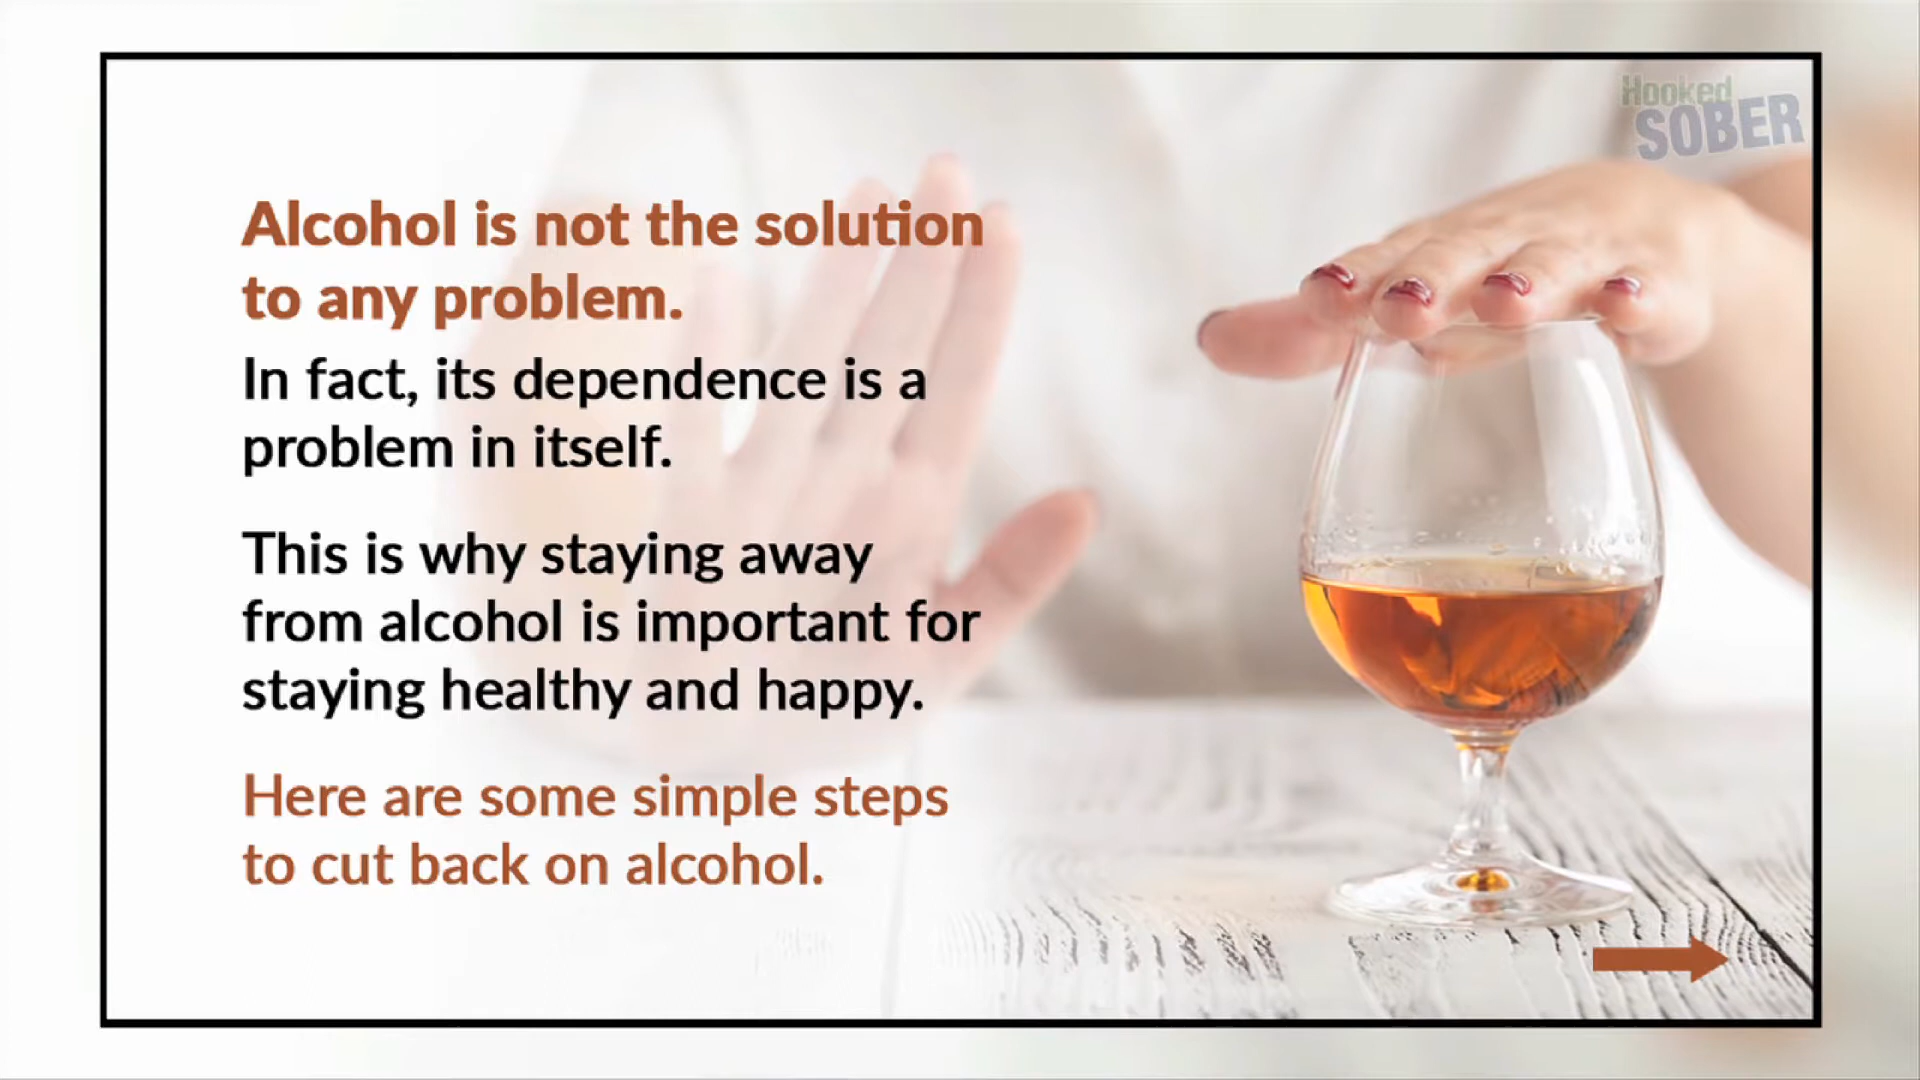 Hooked
SOBER
Alcohol is not the solution
to any problem.
In fact, its dependence is a
problem in itself.
This is why staying away
from alcohol is important for
staying healthy and happy.
Here are some simple steps
to cut back on alcohol.